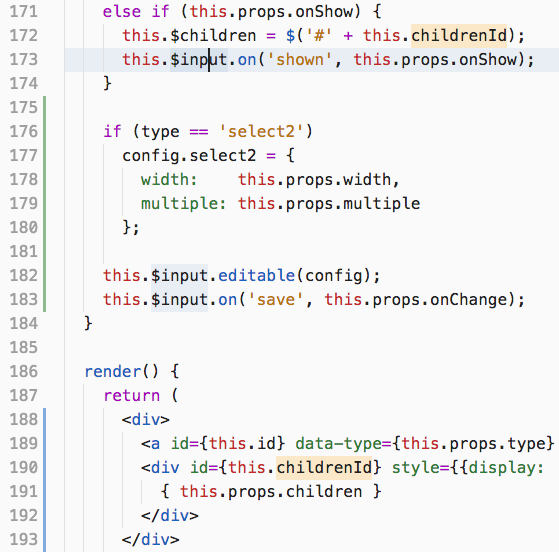 171 else if (this.props.onShow) {
172 this.$children = $('#' + this.childrenId);
173 this.$input.on('shown', this.props.onShow);
174 }
175
176 if (type == 'select2')
177 config.select2 = {
178 width: this.props.width,
179 multiple: this.props.multiple
180 };
181
182 this.$input.editable(config);
183 this.$input.on('save', this.props.onChange);
184 }
185
186 render() {
187 return (
188 <div>
189 <a id={this.id} data-type={this.props.type}
190 <div id={this.childrenId} style={{display:
191 { this.props.children }
192 </div>
193 </div>